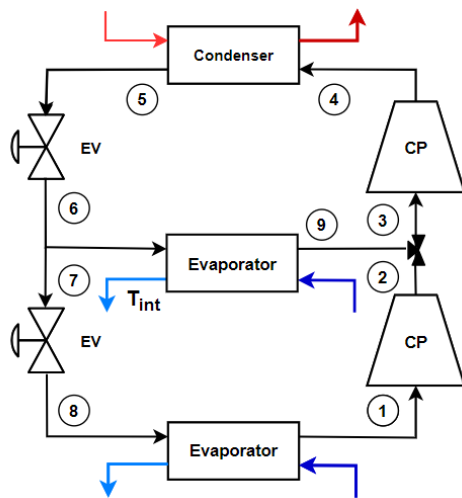 Condenser
5
4
EV
CP
6
3
9
Evaporator
7
2
Tint
EV
CP
8
1
Evaporator